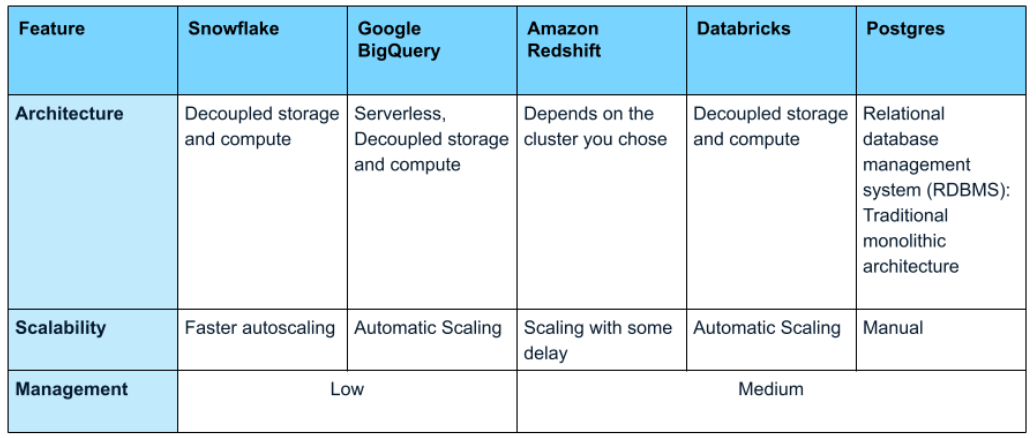 Feature
Snowflake
Google
BigQuery
Amazon
Redshift
Databricks
Postgres
Architecture
Decoupled storage
and compute
Serverless,
Decoupled storage
and compute
Depends on the
cluster you chose
Decoupled storage
and compute
Relational
database
management
system (RDBMS):
Traditional
monolithic
architecture
Scalability
Faster autoscaling
Automatic Scaling
Scaling with some
delay
Automatic Scaling
Manual
Management
Low
Medium